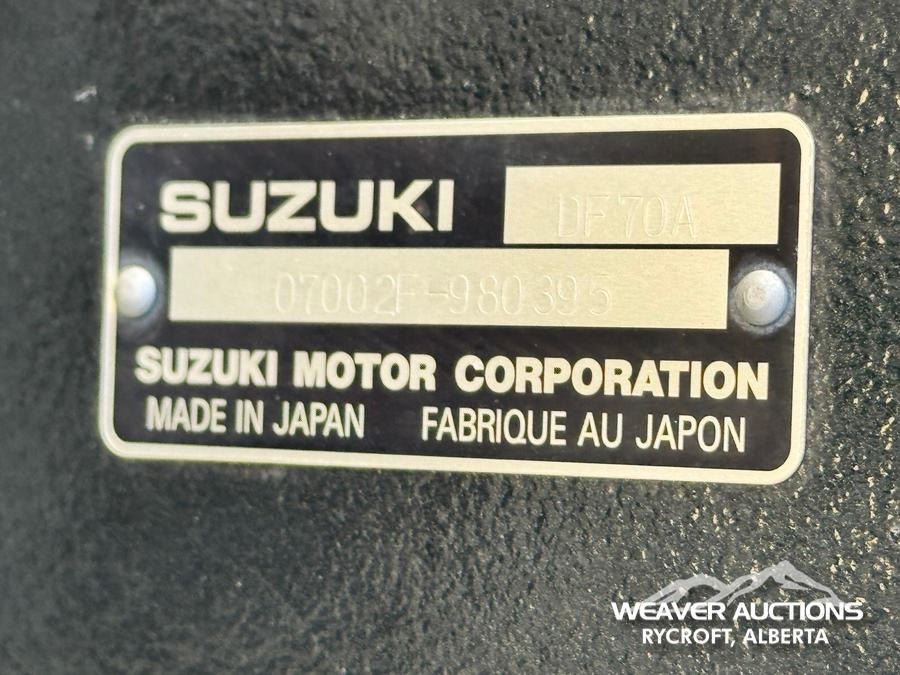 SUZUKI DF70A
07002F-980395
SUZUKI MOTOR CORPORATION
MADE IN JAPAN FABRIQUE AU JAPON
WEAVER AUCTIONS
RYCROFT, ALBERTA